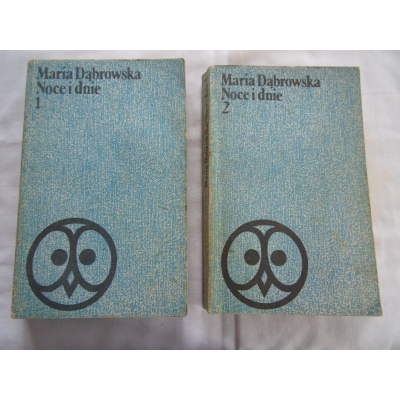 Maria Dąbrowska
Noce i dnie
1
Maria Dąbrowska
Noce i dnie
2